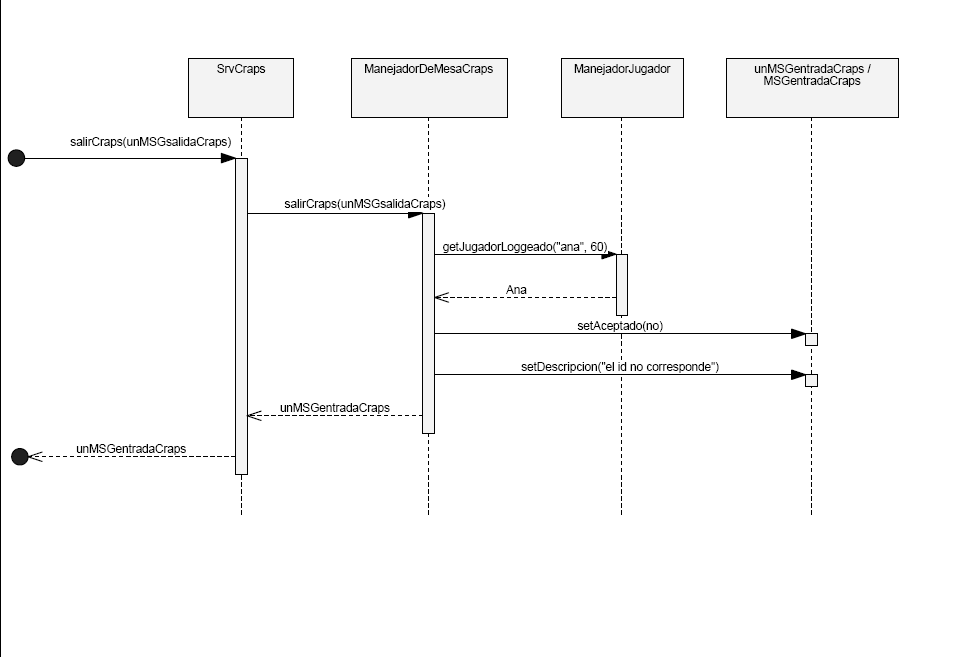 SrvCraps
ManejadorDeMesaCraps
ManejadorJugador
unMSGentradaCraps /
MSGentradaCraps
salirCraps(unMSGsalidaCraps)
salirCraps(unMSGsalidaCraps)
getJugadorLoggeado("ana", 60)
Ana
setAceptado(no)
setDescripcion("el id no corresponde")
unMSGentradaCraps
unMSGentradaCraps